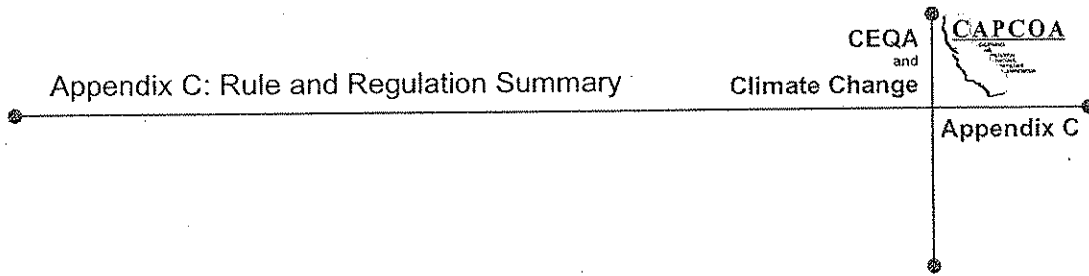 CEQA
and
Climate Change
CAPCOA
Appendix C: Rule and Regulation Summary
Appendix C